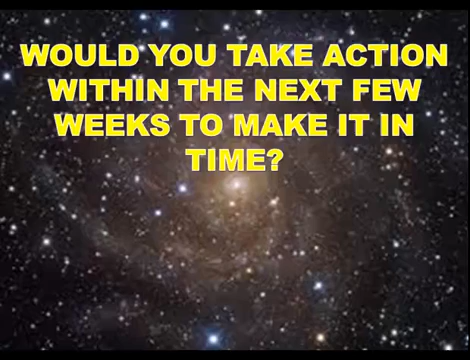 WOULD YOU TAKE ACTION
WITHIN THE NEXT FEW
WEEKS TO MAKE IT IN
TIME?